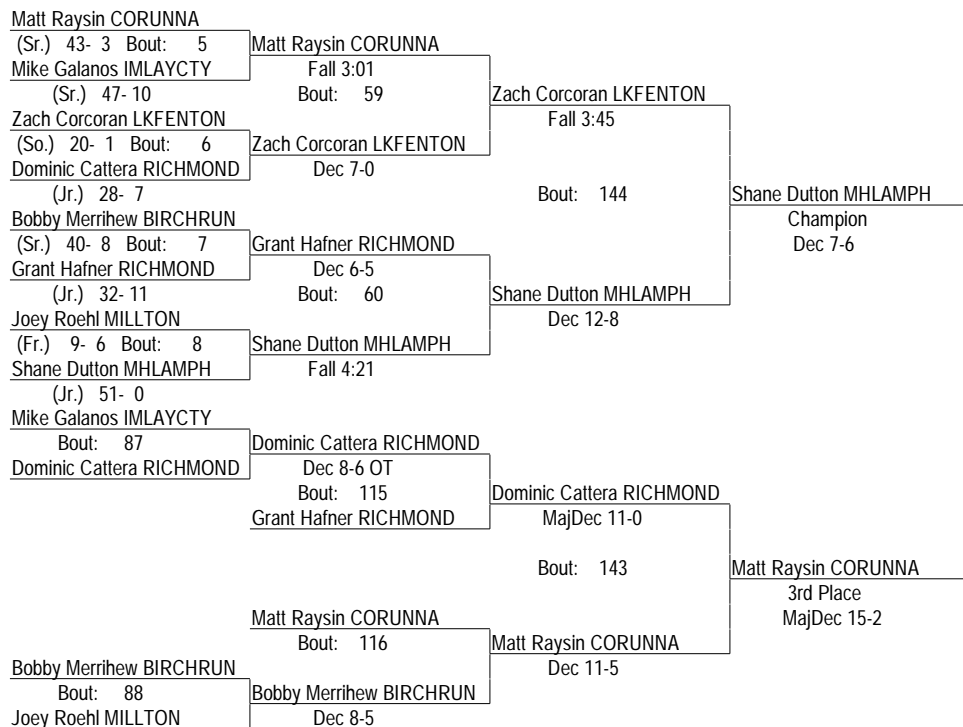 Matt Raysin CORUNNA
(Sr.) 43- 3 Bout: 5
Matt Raysin CORUNNA
Mike Galanos IMLAYCTY
Fall 3:01
(Sr.) 47- 10
Bout: 59
Zach Corcoran LKFENTON
Zach Corcoran LKFENTON
Fall 3:45
(So.) 20- 1 Bout: 6
Zach Corcoran LKFENTON
Dominic Cattera RICHMOND
Dec 7-0
(Jr.) 28- 7
Bout: 144
Shane Dutton MHLAMPH
Bobby Merrihew BIRCHRUN
Champion
(Sr.) 40- 8 Bout: 7
Grant Hafner RICHMOND
Dec 7-6
Grant Hafner RICHMOND
Dec 6-5
(Jr.) 32- 11
Bout: 60
Shane Dutton MHLAMPH
Joey Roehl MILLTON
Dec 12-8
(Fr.) 9- 6 Bout: 8
Shane Dutton MHLAMPH
Shane Dutton MHLAMPH
Fall 4:21
(Jr.) 51- 0
Mike Galanos IMLAYCTY
Bout: 87
Dominic Cattera RICHMOND
Dominic Cattera RICHMOND
Dec 8-6 OT
Bout: 115
Dominic Cattera RICHMOND
Grant Hafner RICHMOND
MajDec 11-0
Bout: 143
Matt Raysin CORUNNA
3rd Place
Matt Raysin CORUNNA
MajDec 15-2
Bout: 116
Matt Raysin CORUNNA
Bobby Merrihew BIRCHRUN
Dec 11-5
Bout: 88
Bobby Merrihew BIRCHRUN
Joey Roehl MILLTON
Dec 8-5